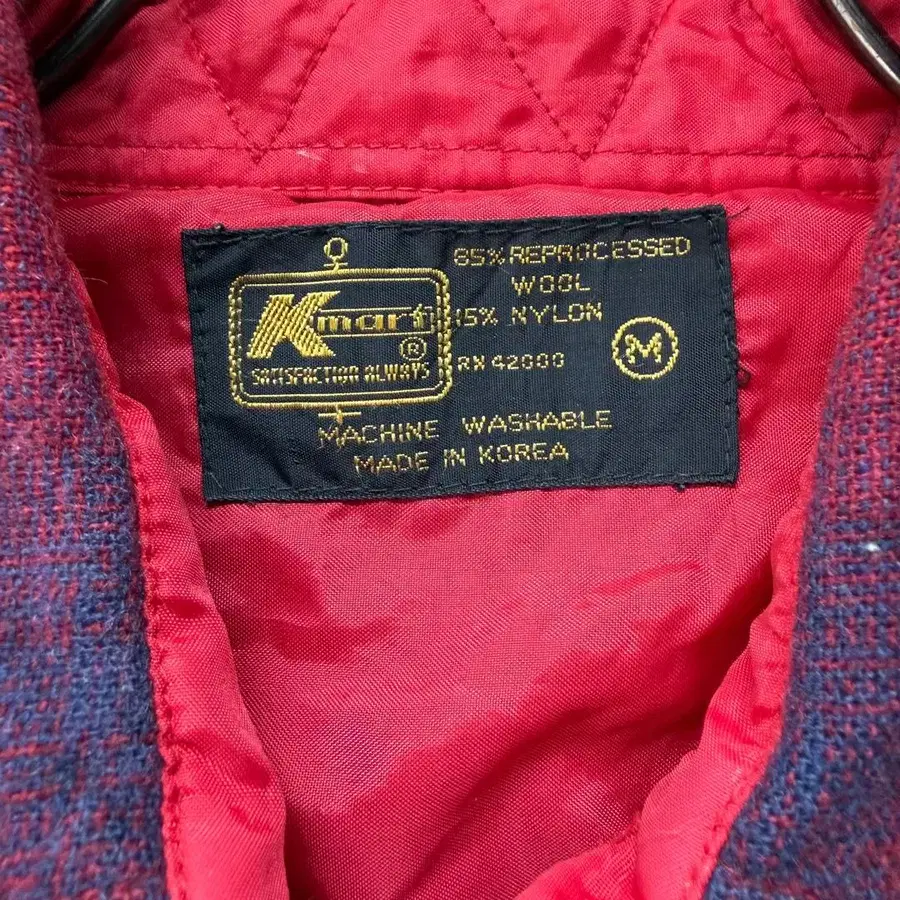 Kmart®
SATISFACTION ALWAYS
85% REPROCESSED
WOOL
15% NYLON
RN 42000
M
MACHINE WASHABLE
MADE IN KOREA